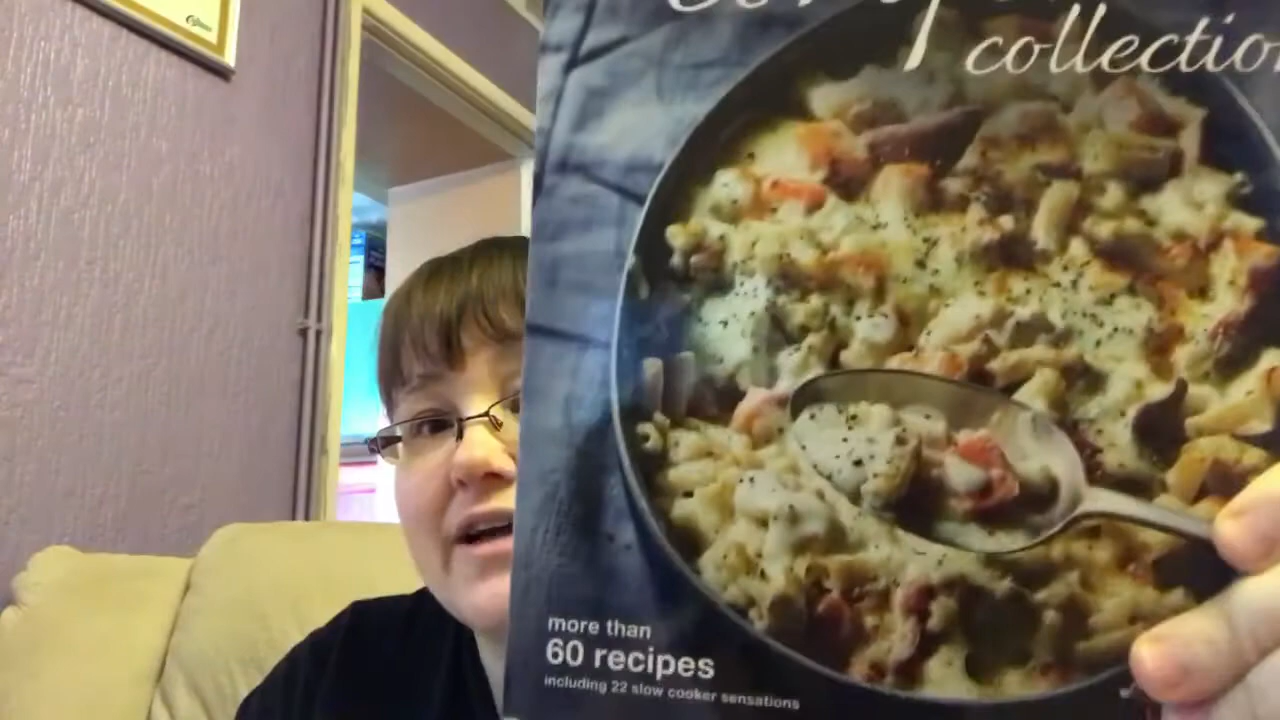 collection
more than
60 recipes
including 22 slow cooker sensations